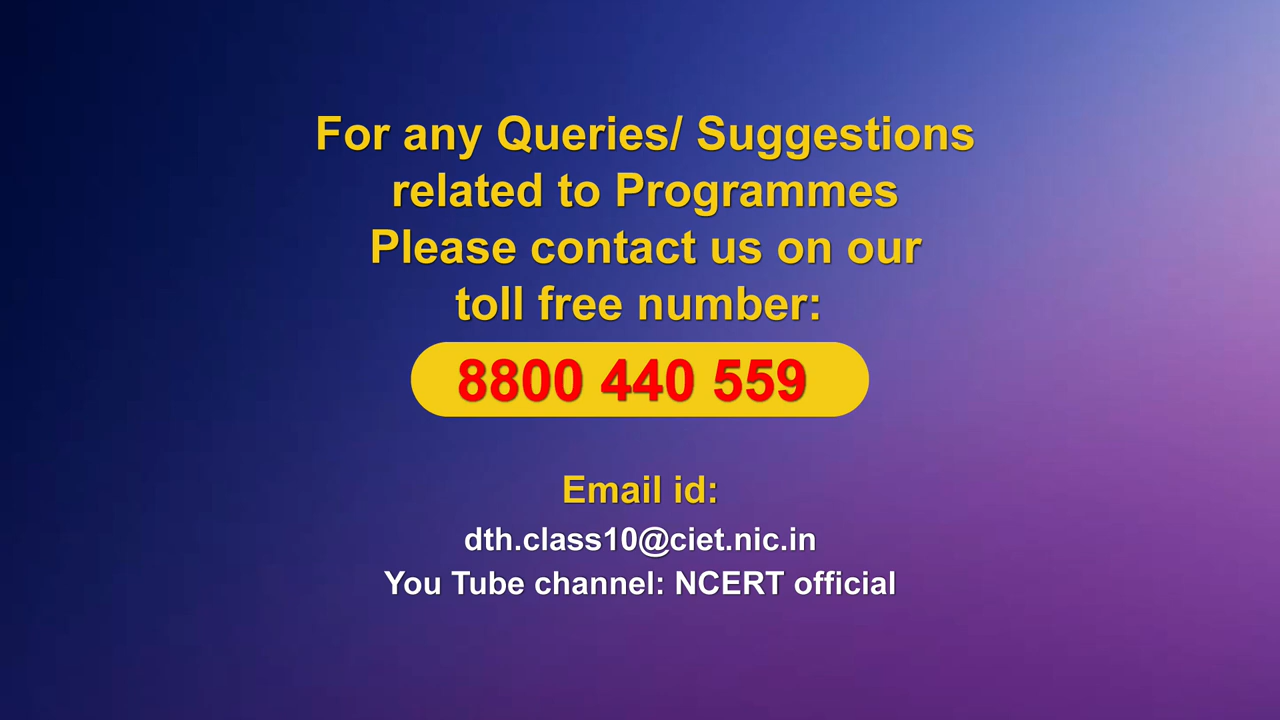 For any Queries/ Suggestions
related to Programmes
Please contact us on our
toll free number:
8800 440 559
Email id:
dth.class10@ciet.nic.in
You Tube channel: NCERT official